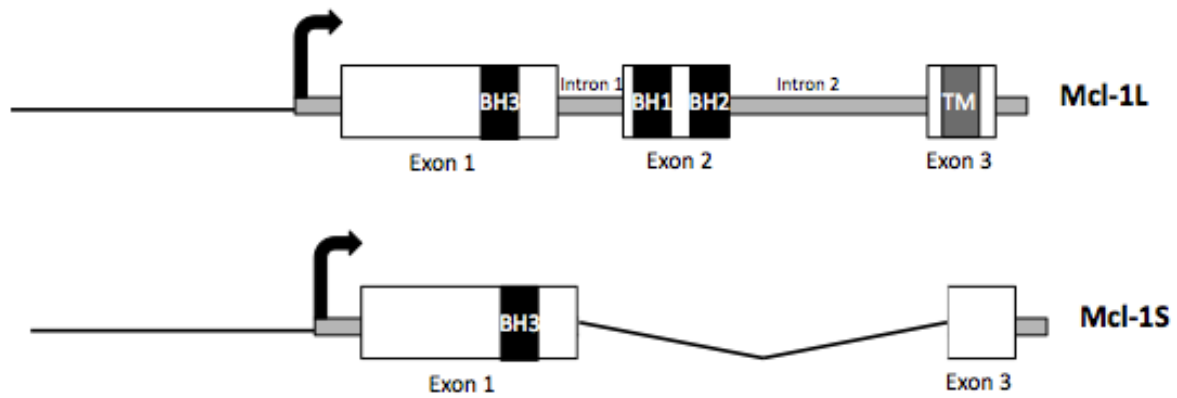 BH3 Intron 1 BH1 BH2 Intron 2 TM Mcl-1L
Exon 1 Exon 2 Exon 3
BH3 Mcl-1S
Exon 1 Exon 3